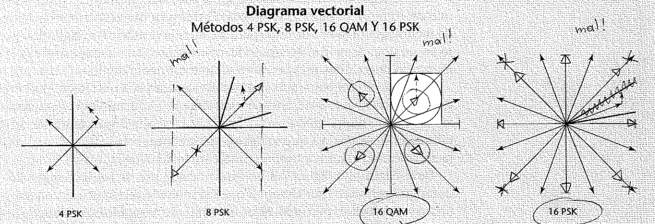 Diagrama vectorial
Métodos 4 PSK, 8 PSK, 16 QAM Y 16 PSK
mal!
mal!
mal!
4 PSK
8 PSK
16 QAM
16 PSK